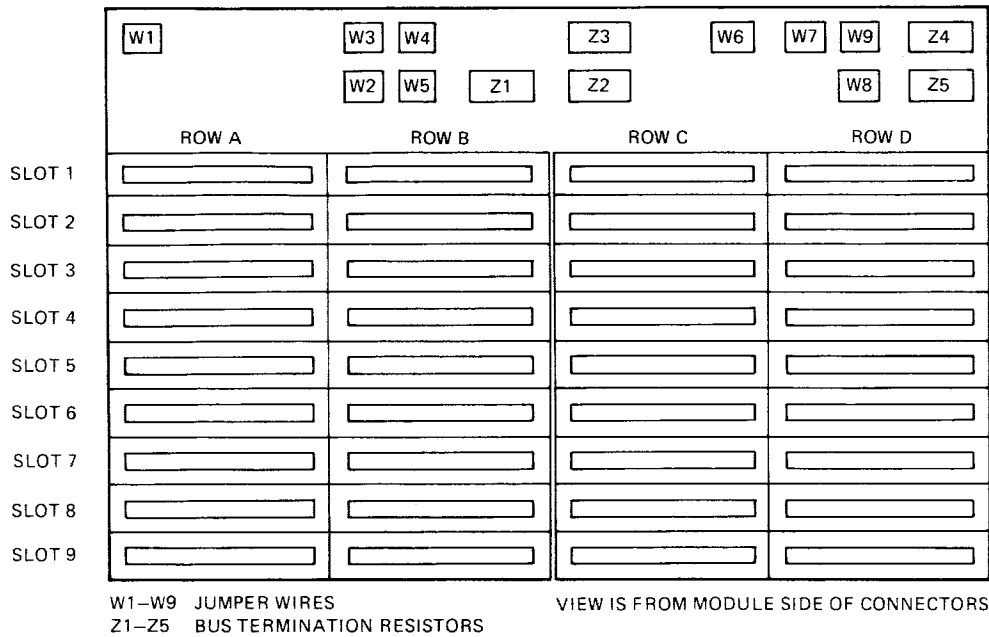 W1 W3 W4 Z3 W6 W7 W9 Z4
W2 W5 Z1 Z2 W8 Z5
ROW A ROW B ROW C ROW D
SLOT 1
SLOT 2
SLOT 3
SLOT 4
SLOT 5
SLOT 6
SLOT 7
SLOT 8
SLOT 9
W1–W9 JUMPER WIRES VIEW IS FROM MODULE SIDE OF CONNECTORS
Z1–Z5 BUS TERMINATION RESISTORS